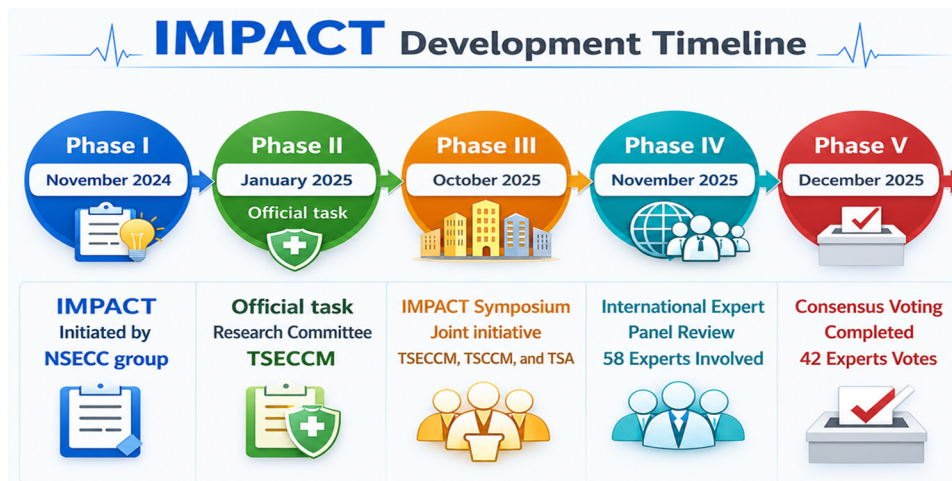 IMPACT Development Timeline
Phase I
November 2024
Phase II
January 2025
Official task
Phase III
October 2025
Phase IV
November 2025
Phase V
December 2025
IMPACT
Initiated by
NSECC group
Official task
Research Committee
TSECCM
IMPACT Symposium
Joint initiative
TSECCM, TSCCM, and TSA
International Expert
Panel Review
58 Experts Involved
Consensus Voting
Completed
42 Experts Votes